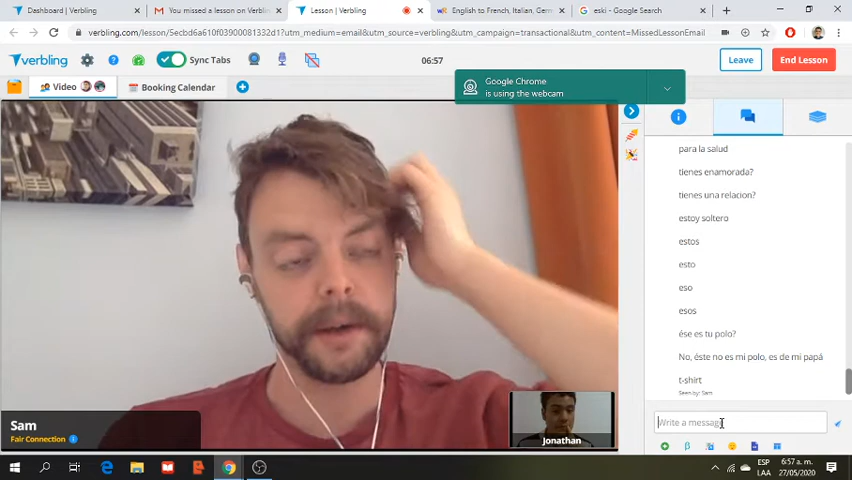 Dashboard | Verbling
You missed a lesson on Verblin
Lesson | Verbling
English to French, Italian, Germ
eski - Google Search
verbling.com/lesson/5ecbd6a610f0390081332d1?utm_medium=email&utm_source=verbling&utm_campaign=transactional&utm_content=MissedLessonEmail
verbling
Sync Tabs
06:57
Google Chrome
is using the webcam
Leave
End Lesson
Video
Booking Calendar
para la salud
tienes enamorada?
tienes una relacion?
estoy soltero
estos
esto
eso
esos
ése es tu polo?
No, éste no es mi polo, es de mi papá
t-shirt
Seen by: Sam
Sam
Fair Connection
Jonathan
Write a message
ESP
LAA
6:57 a. m.
27/05/2020